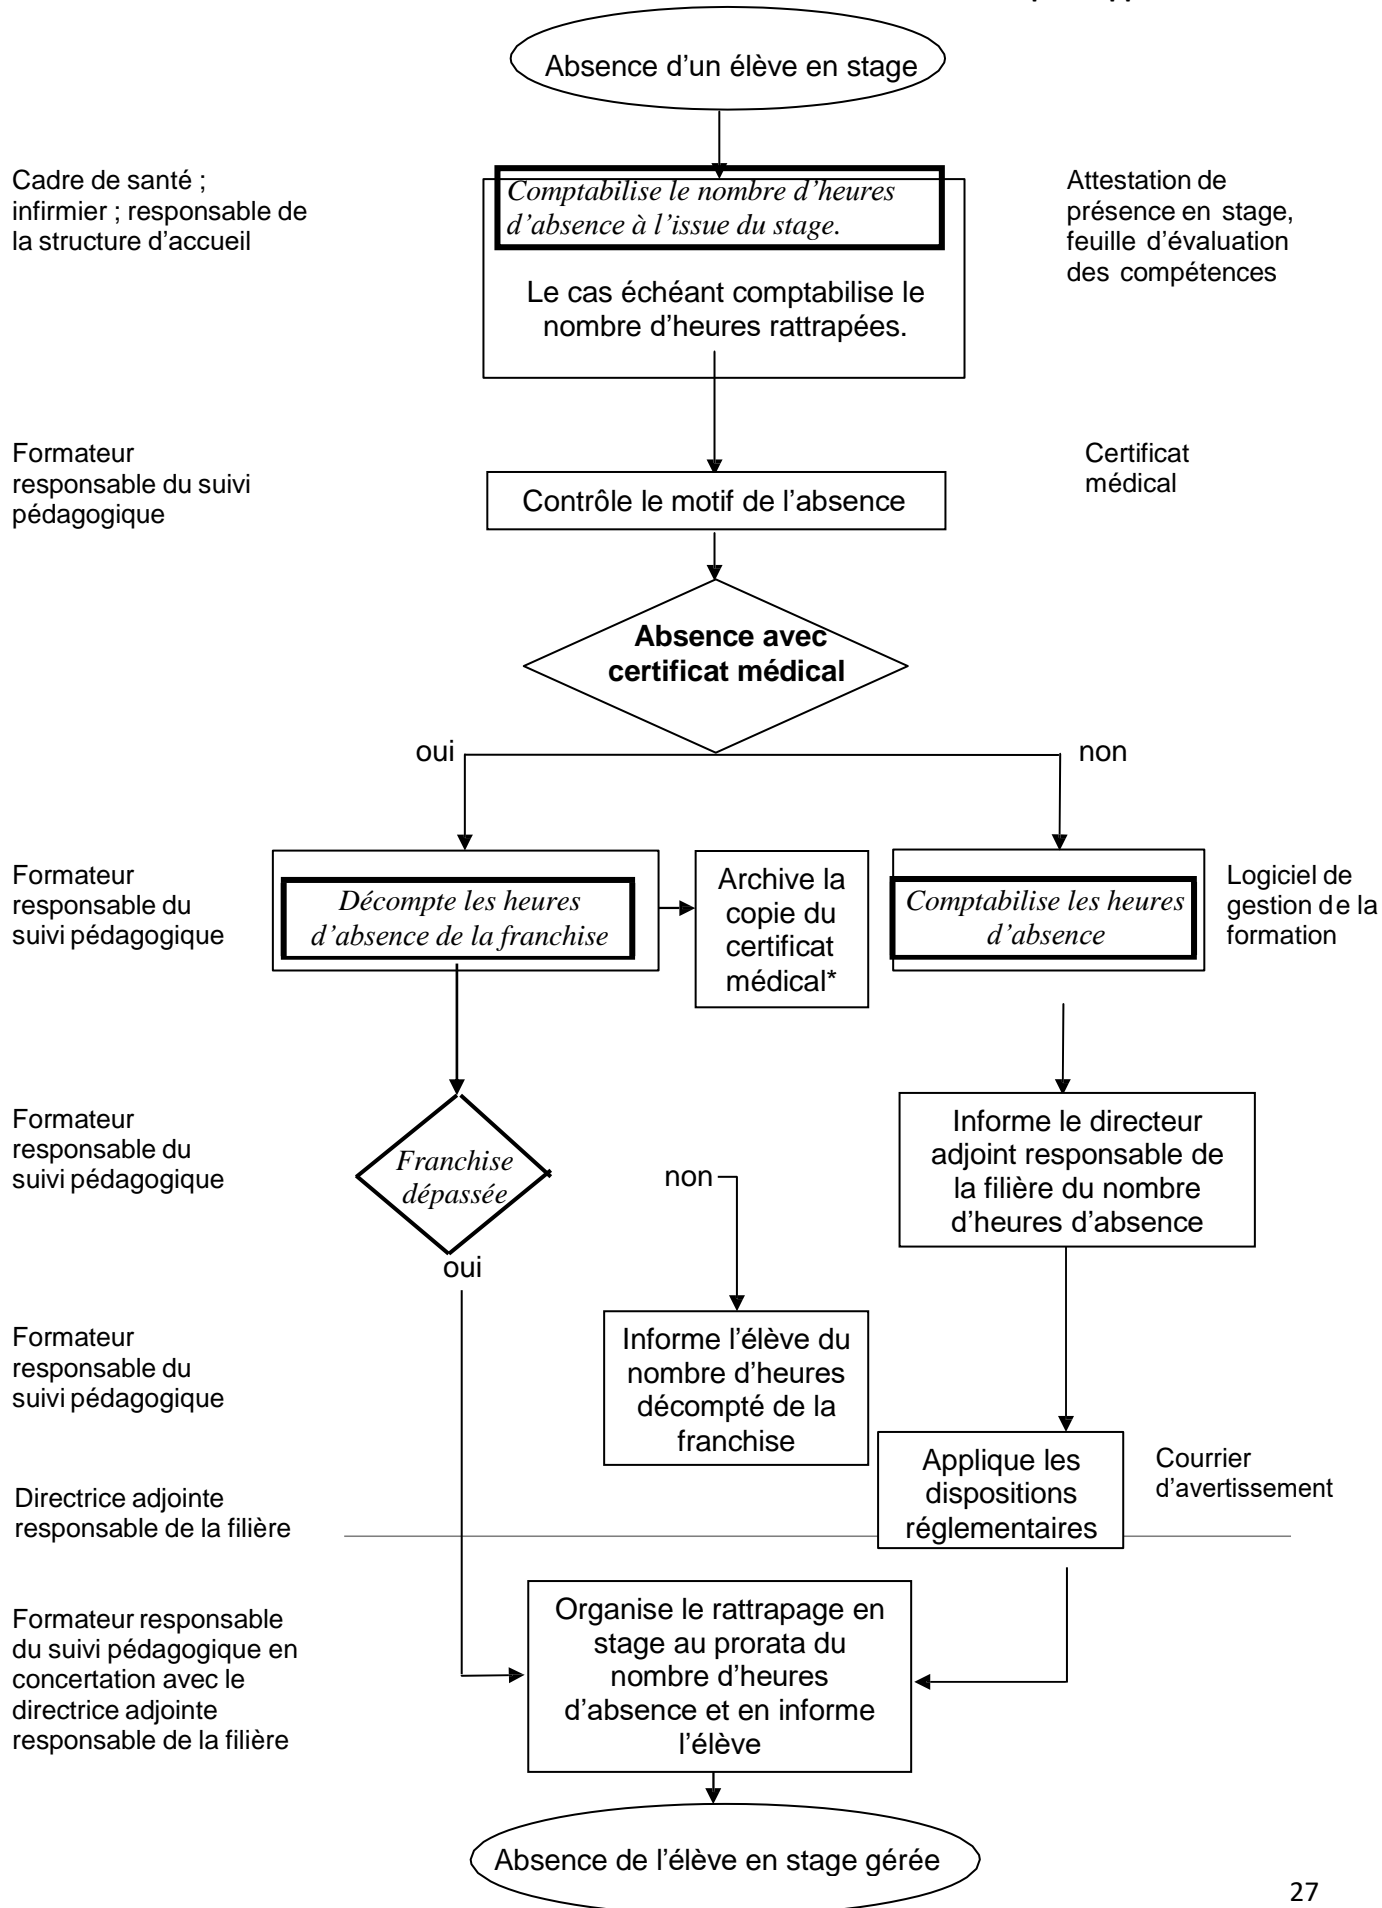 Absence d'un élève en stage
Cadre de santé ;
infirmier ; responsable de
la structure d'accueil
Comptabilise le nombre d'heures
d'absence à l'issue du stage.
Le cas échéant comptabilise le
nombre d'heures rattrapées.
Attestation de
présence en stage,
feuille d'évaluation
des compétences
Formateur
responsable du suivi
pédagogique
Contrôle le motif de l'absence
Certificat
médical
Absence avec
certificat médical
oui
non
Formateur
responsable du
suivi pédagogique
Décompte les heures
d'absence de la franchise
Archive la
copie du
certificat
médical*
Comptabilise les heures
d'absence
Logiciel de
gestion de la
formation
Formateur
responsable du
suivi pédagogique
Franchise
dépassée
non
oui
Informe le directeur
adjoint responsable de
la filière du nombre
d'heures d'absence
Formateur
responsable du
suivi pédagogique
Informe l'élève du
nombre d'heures
décompté de la
franchise
Directrice adjointe
responsable de la filière
Applique les
dispositions
réglementaires
Courrier
d'avertissement
Formateur responsable
du suivi pédagogique en
concertation avec le
directrice adjointe
responsable de la filière
Organise le rattrapage en
stage au prorata du
nombre d'heures
d'absence et en informe
l'élève
Absence de l'élève en stage gérée
27